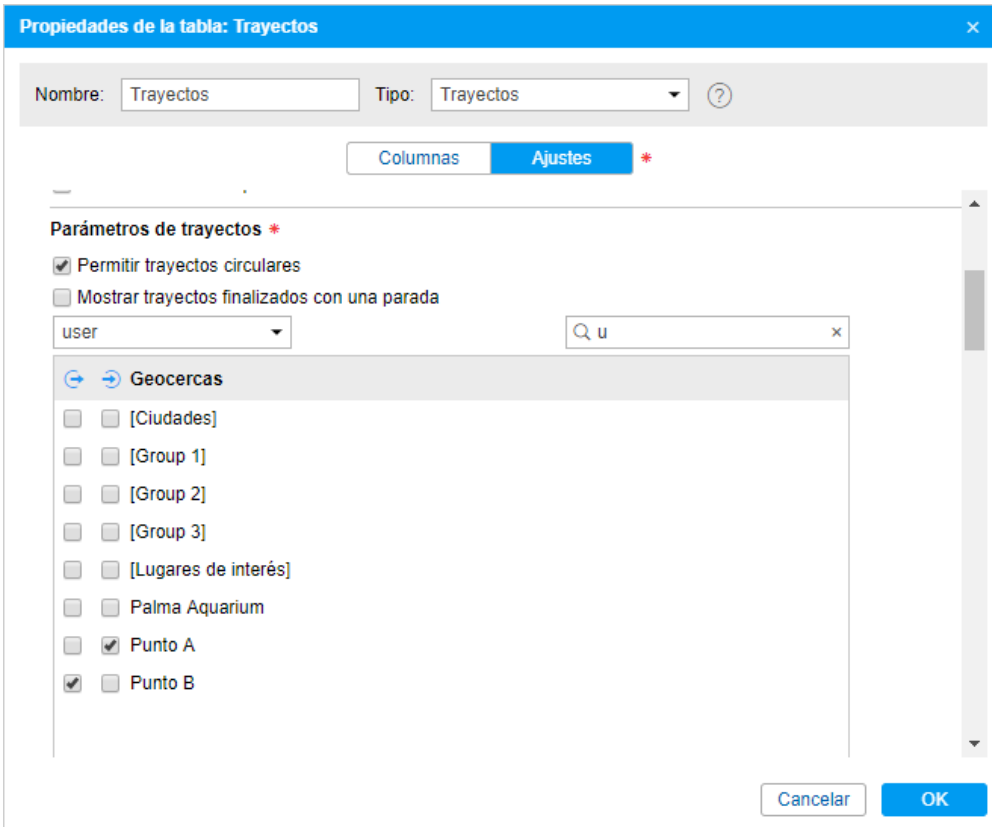 Propiedades de la tabla: Trayectos ×
Nombre: Trayectos Tipo: Trayectos ?
Columnas Ajustes *
Parámetros de trayectos *
Permitir trayectos circulares
Mostrar trayectos finalizados con una parada
user u ×
Geocercas
[Ciudades]
[Group 1]
[Group 2]
[Group 3]
[Lugares de interés]
Palma Aquarium
Punto A
Punto B
Cancelar OK